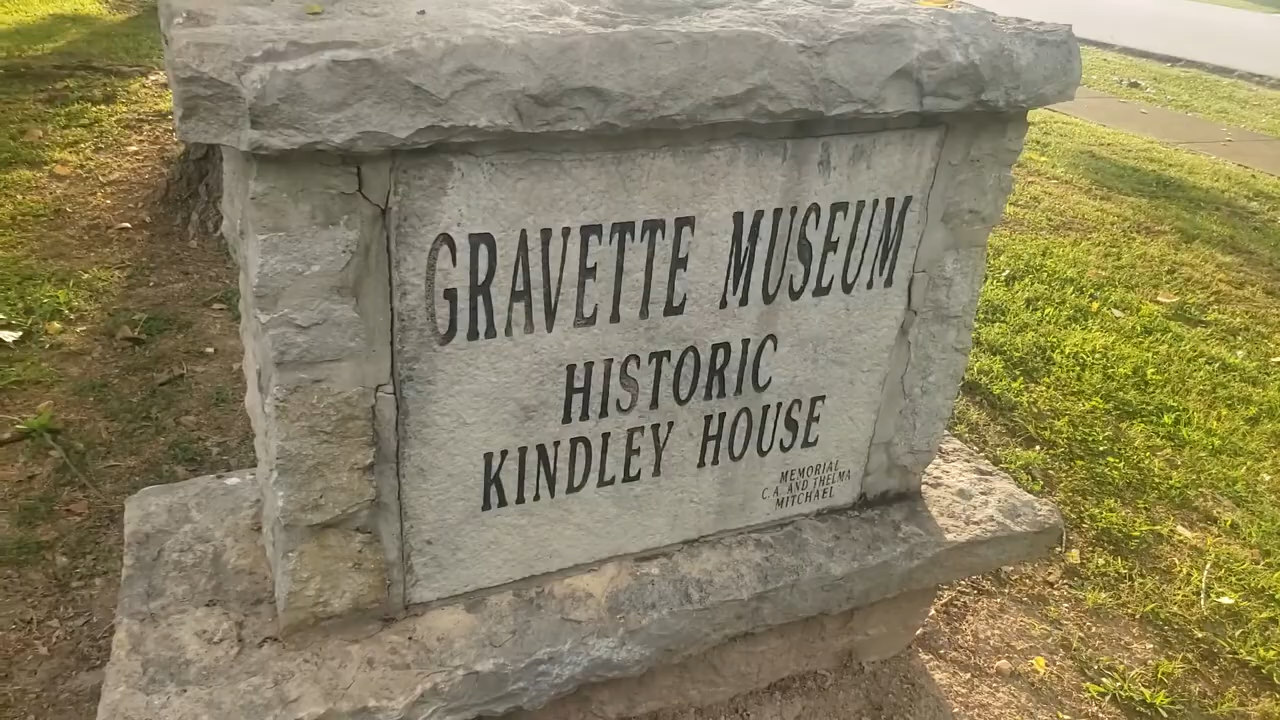 GRAVETTE MUSEUM
HISTORIC
KINDLEY HOUSE
MEMORIAL
C.A. AND THELMA
MITCHAEL